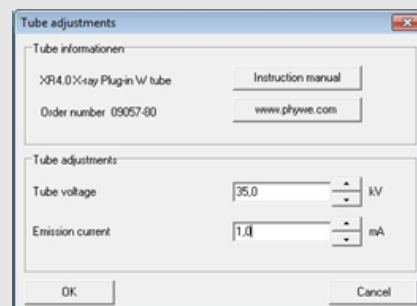 Tube adjustments
Tube informationen
XR4.0 X-ray Plug-in W tube
Instruction manual
Order number 09057-80
www.phywe.com
Tube adjustments
Tube voltage 35,0 kV
Emission current 1,0 mA
OK Cancel